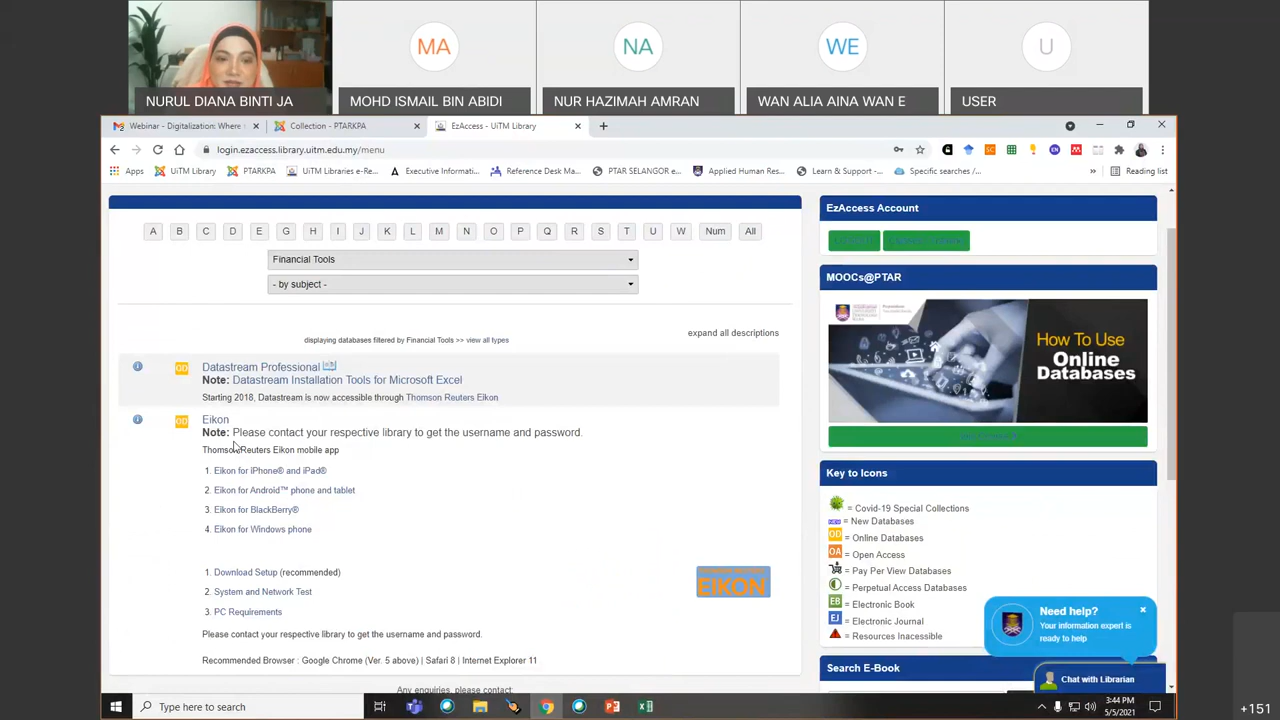 MA
NA
WE
U
NURUL DIANA BINTI JA
MOHD ISMAIL BIN ABIDI
NUR HAZIMAH AMRAN
WAN ALIA AINA WAN E
USER
Webinar - Digitalization: Where
Collection - PTARKPA
EzAccess - UiTM Library
login.ezaccess.library.uitm.edu.my/menu
Apps
UiTM Library
PTARKPA
UiTM Libraries e-Re...
Executive Informati...
Reference Desk Ma...
PTAR SELANGOR e...
Applied Human Res...
Learn & Support -...
Specific searches /...
Reading list
A B C D E G H I J K L M N O P Q R S T U W Num All
Financial Tools
- by subject -
expand all descriptions
displaying databases filtered by Financial Tools >> view all types
OD
Datastream Professional
Note: Datastream Installation Tools for Microsoft Excel
Starting 2018, Datastream is now accessible through Thomson Reuters Eikon
OD
Eikon
Note: Please contact your respective library to get the username and password.
Thomson Reuters Eikon mobile app
1. Eikon for iPhone® and iPad®
2. Eikon for Android™ phone and tablet
3. Eikon for BlackBerry®
4. Eikon for Windows phone
1. Download Setup (recommended)
2. System and Network Test
3. PC Requirements
EIKON
Please contact your respective library to get the username and password.
Recommended Browser : Google Chrome (Ver. 5 above) | Safari 8 | Internet Explorer 11
Any enquiries, please contact:
EzAccess Account
MOOCs@PTAR
How To Use
Online
Databases
Key to Icons
= Covid-19 Special Collections
= New Databases
OD = Online Databases
OA = Open Access
= Pay Per View Databases
= Perpetual Access Databases
EB = Electronic Book
EJ = Electronic Journal
= Resources Inacessible
Search E-Book
Need help?
Your information expert is
ready to help
Chat with Librarian
Type here to search
3:44 PM
5/5/2021
+151